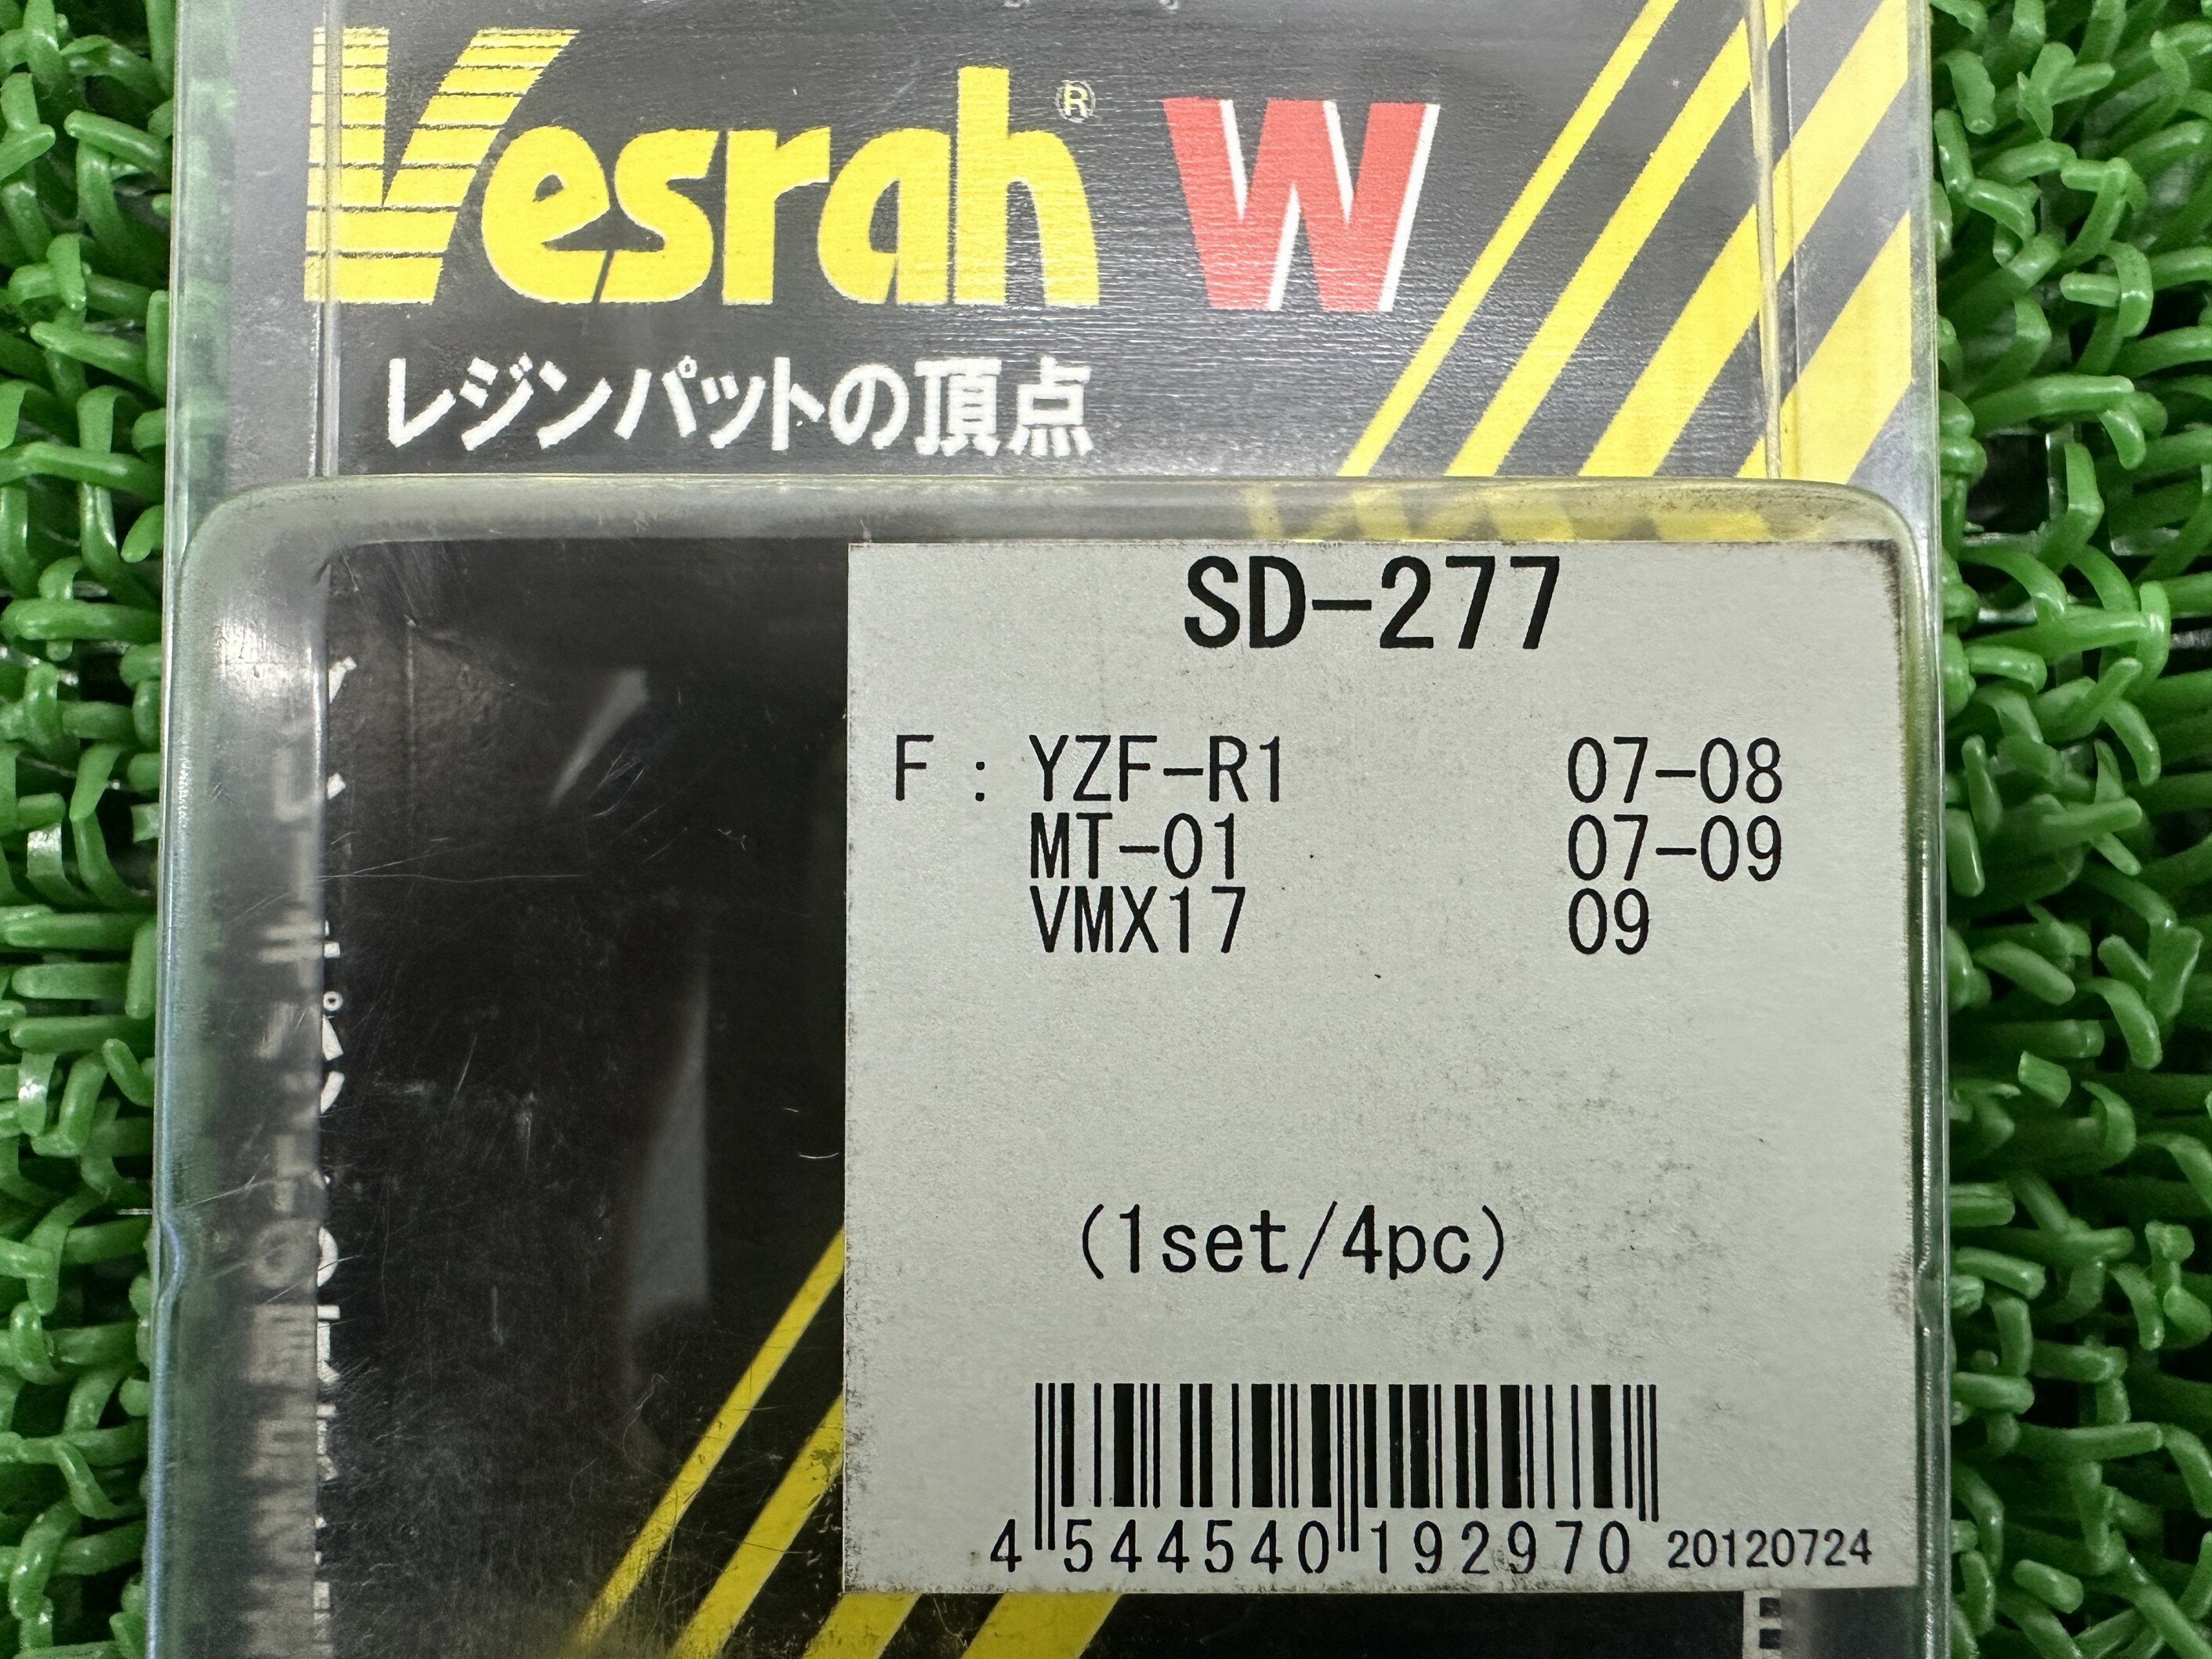 Vesrah® W
レジンパットの頂点
SD-277
F : YZF-R1 07-08
MT-01 07-09
VMX17 09
(1set/4pc)
4 544540 192970 20120724